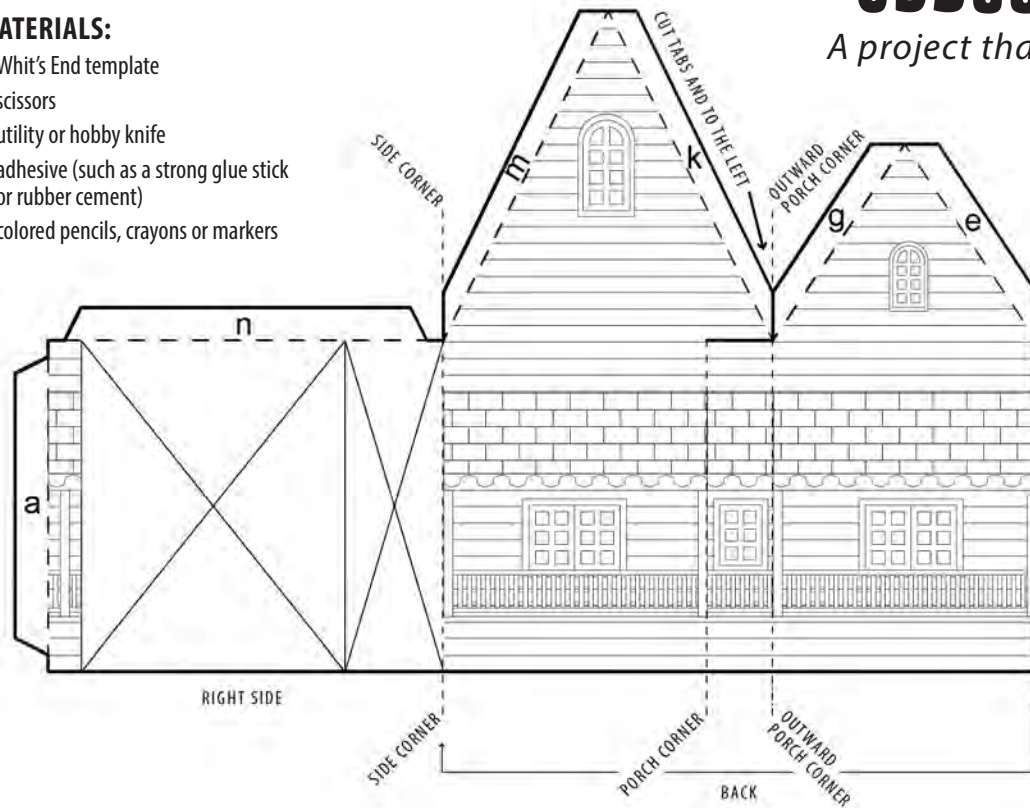 ATERIALS:
Whit's End template
scissors
utility or hobby knife
adhesive (such as a strong glue stick
or rubber cement)
colored pencils, crayons or markers
A project tha
CUT TABS AND TO THE LEFT
SIDE CORNER
OUTWARD
PORCH CORNER
m
k
g
e
n
a
RIGHT SIDE
SIDE CORNER
PORCH CORNER
OUTWARD
PORCH CORNER
BACK